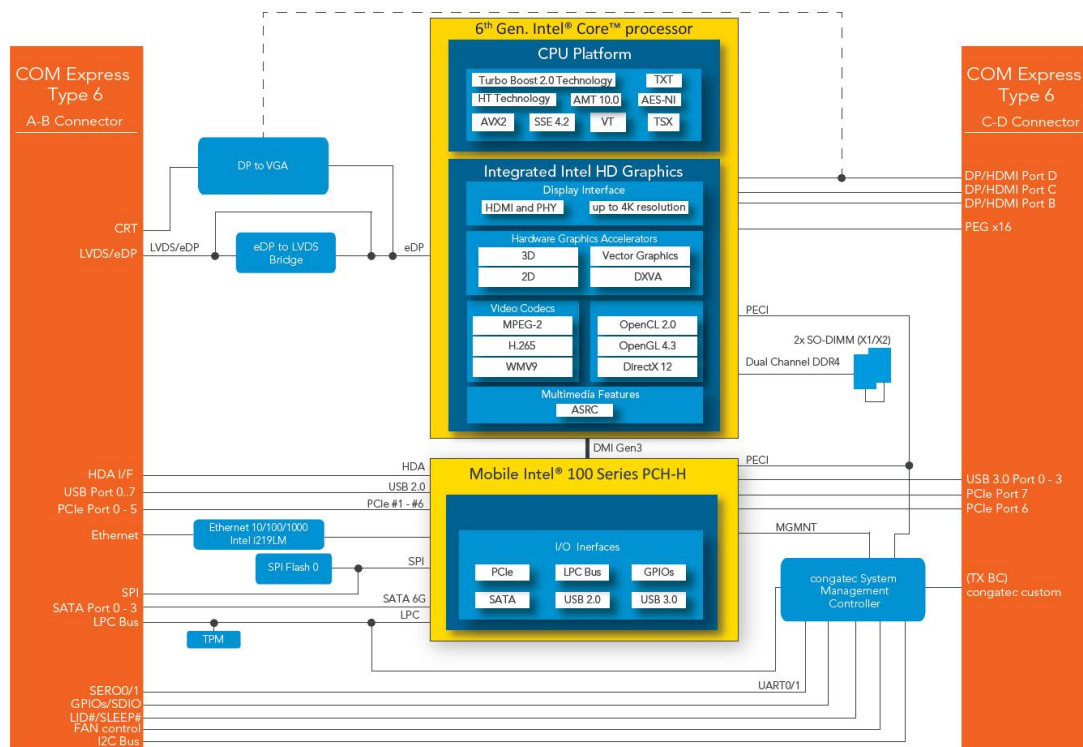 6th Gen. Intel® Core™ processor
CPU Platform
Turbo Boost 2.0 Technology
TXT
HT Technology
AMT 10.0
AES-NI
AVX2
SSE 4.2
VT
TSX
Integrated Intel HD Graphics
Display Interface
HDMI and PHY
up to 4K resolution
Hardware Graphics Accelerators
3D
Vector Graphics
2D
DXVA
Video Codecs
MPEG-2
H.265
WMV9
OpenCL 2.0
OpenGL 4.3
DirectX 12
Multimedia Features
ASRC
DMI Gen3
Mobile Intel® 100 Series PCH-H
I/O Inerfaces
PCIe
LPC Bus
GPIOs
SATA
USB 2.0
USB 3.0
COM Express
Type 6
A-B Connector
CRT
LVDS/eDP
HDA I/F
USB Port 0..7
PCIe Port 0 - 5
Ethernet
SPI
SATA Port 0 - 3
LPC Bus
SERO0/1
GPIOs/SDIO
LID#/SLEEP#
FAN control
I2C Bus
DP to VGA
LVDS/eDP
eDP to LVDS
Bridge
eDP
HDA
USB 2.0
PCIe #1 - #6
Ethernet 10/100/1000
Intel i219LM
SPI Flash 0
SPI
SATA 6G
LPC
TPM
PECI
2x SO-DIMM (X1/X2)
Dual Channel DDR4
PECI
MGMNT
congatec System
Management
Controller
UART0/1
COM Express
Type 6
C-D Connector
DP/HDMI Port D
DP/HDMI Port C
DP/HDMI Port B
PEG x16
USB 3.0 Port 0 - 3
PCIe Port 7
PCIe Port 6
(TX BC)
congatec custom